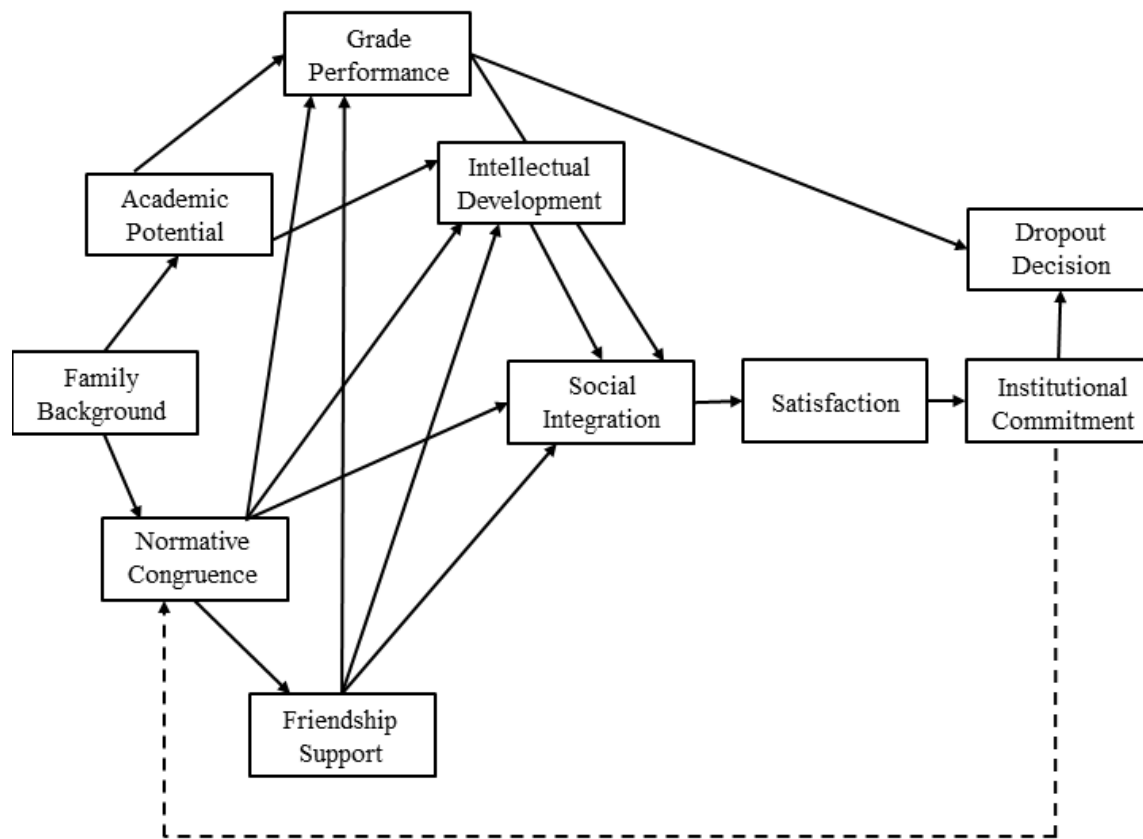 Grade
Performance
Intellectual
Development
Academic
Potential
Dropout
Decision
Family
Background
Social
Integration
Satisfaction
Institutional
Commitment
Normative
Congruence
Friendship
Support